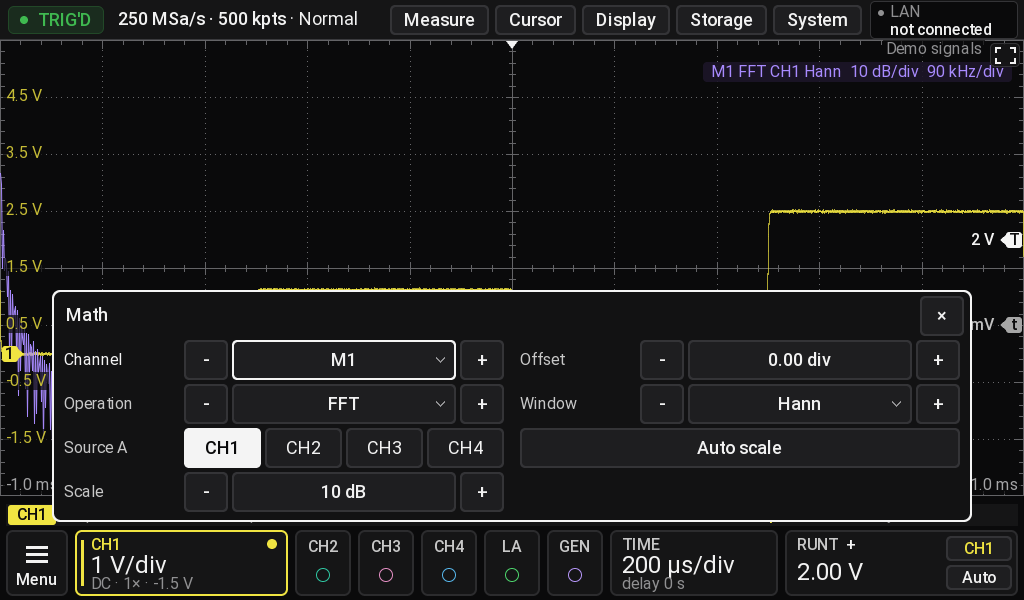 TRIG'D 250 MSa/s · 500 kpts · Normal Measure Cursor Display Storage System LAN
not connected
Demo signals
M1 FFT CH1 Hann 10 dB/div 90 kHz/div
4.5 V
3.5 V
2.5 V
2 V T
1.5 V
Math ×
0.5 V mV t
1
Channel - M1 + Offset - 0.00 div +
-0.5 V
Operation - FFT + Window - Hann +
-1.5 V
Source A CH1 CH2 CH3 CH4 Auto scale
-1.0 ms 1.0 ms
Scale - 10 dB +
CH1
Menu
CH1
1 V/div
DC · 1× · -1.5 V
CH2 CH3 CH4 LA GEN
TIME
200 µs/div
delay 0 s
RUNT +
2.00 V
CH1
Auto